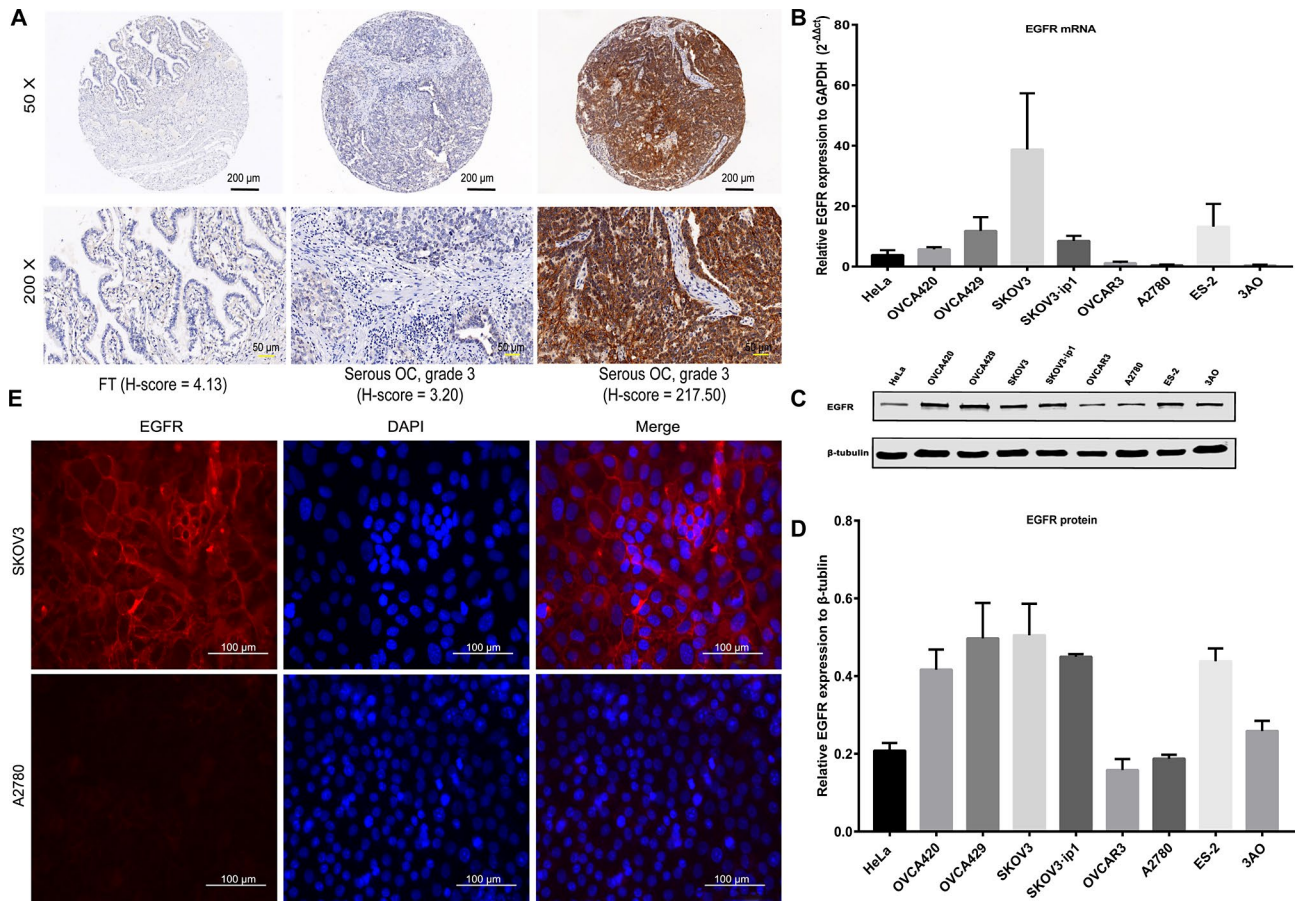 A
50 X
200 µm
200 µm
200 µm
200 X
50 µm
50 µm
50 µm
FT (H-score = 4.13)
Serous OC, grade 3
(H-score = 3.20)
Serous OC, grade 3
(H-score = 217.50)
B
EGFR mRNA
Relative EGFR expression to GAPDH (2-ΔΔct)
80
60
40
20
0
HeLa
OVCA420
OVCA429
SKOV3
SKOV3-ip1
OVCAR3
A2780
ES-2
3AO
C
HeLa
OVCA420
OVCA429
SKOV3
SKOV3-ip1
OVCAR3
A2780
ES-2
3AO
EGFR
β-tubulin
D
EGFR protein
Relative EGFR expression to β-tublin
0.8
0.6
0.4
0.2
0.0
HeLa
OVCA420
OVCA429
SKOV3
SKOV3-ip1
OVCAR3
A2780
ES-2
3AO
E
EGFR
DAPI
Merge
SKOV3
100 µm
100 µm
100 µm
A2780
100 µm
100 µm
100 µm